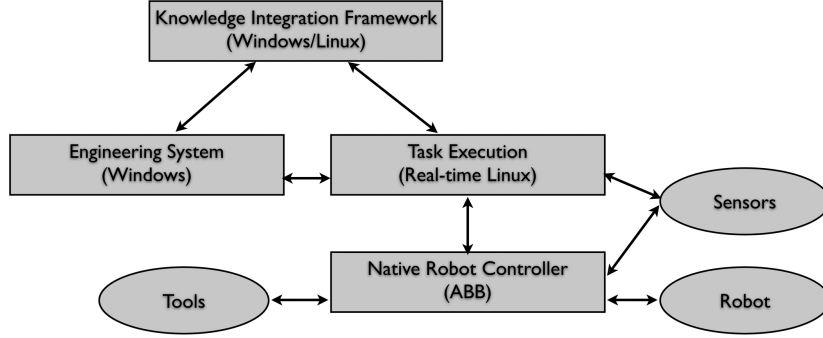 Knowledge Integration Framework
(Windows/Linux)
Engineering System
(Windows)
Task Execution
(Real-time Linux)
Sensors
Native Robot Controller
(ABB)
Tools
Robot